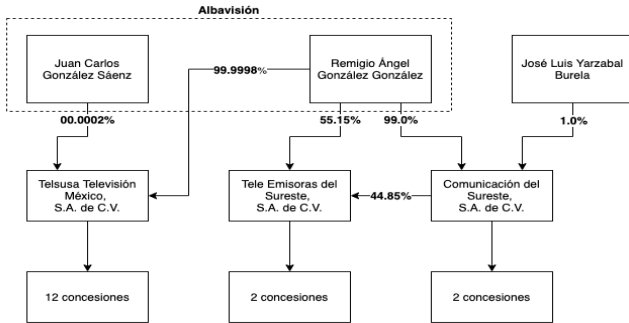 Albavisión
Juan Carlos
González Sáenz
Remigio Ángel
González González
José Luis Yarzabal
Burela
99.9998%
00.0002%
55.15%
99.0%
1.0%
Telsusa Televisión
México,
S.A. de C.V.
Tele Emisoras del
Sureste,
S.A. de C.V.
44.85%
Comunicación del
Sureste,
S.A. de C.V.
12 concesiones
2 concesiones
2 concesiones